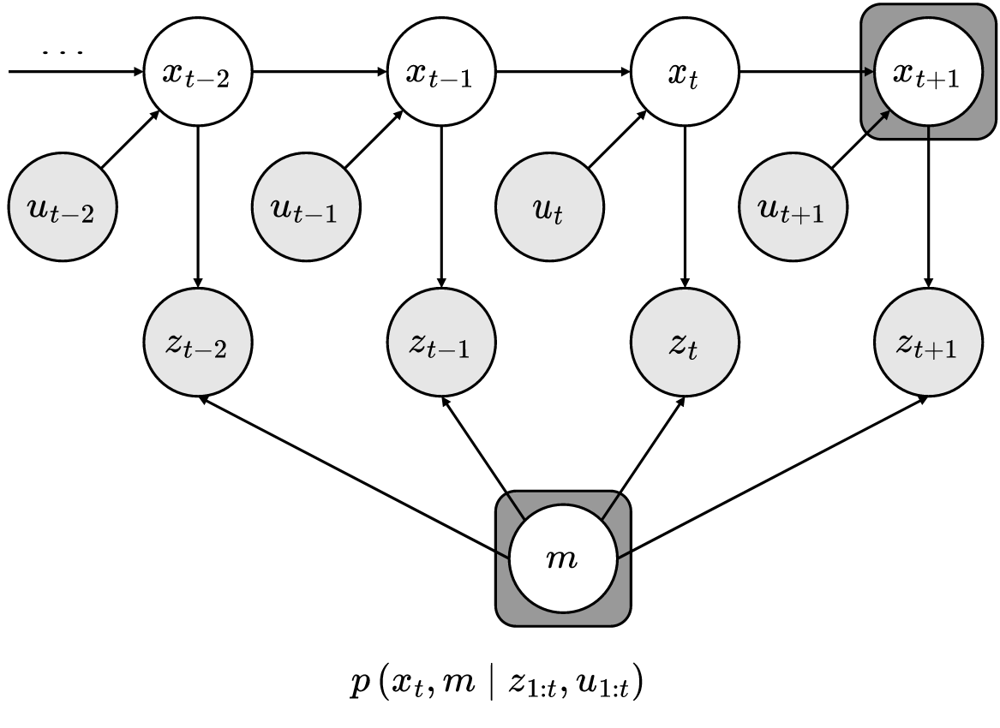 . . .
x_{t-2} x_{t-1} x_t x_{t+1}
u_{t-2} u_{t-1} u_t u_{t+1}
z_{t-2} z_{t-1} z_t z_{t+1}
m
p (x_t, m | z_{1:t}, u_{1:t})